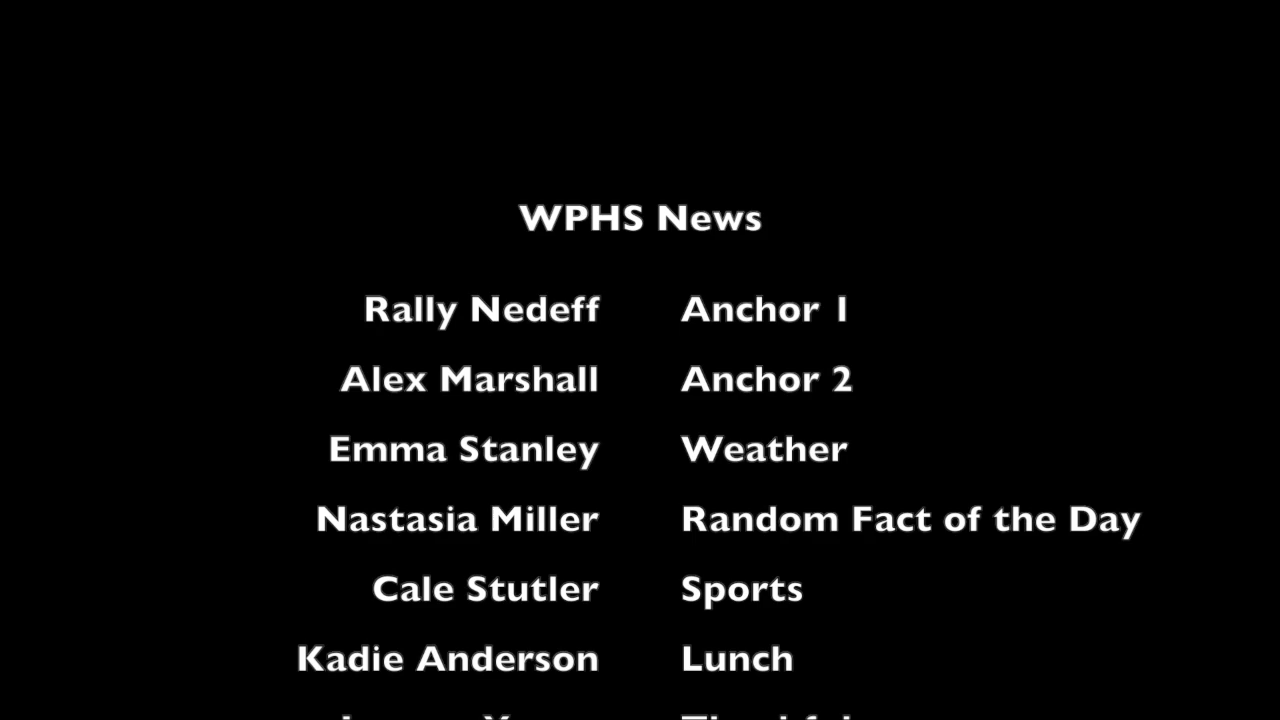 WPHS News
Rally Nedeff Anchor 1
Alex Marshall Anchor 2
Emma Stanley Weather
Nastasia Miller Random Fact of the Day
Cale Stutler Sports
Kadie Anderson Lunch